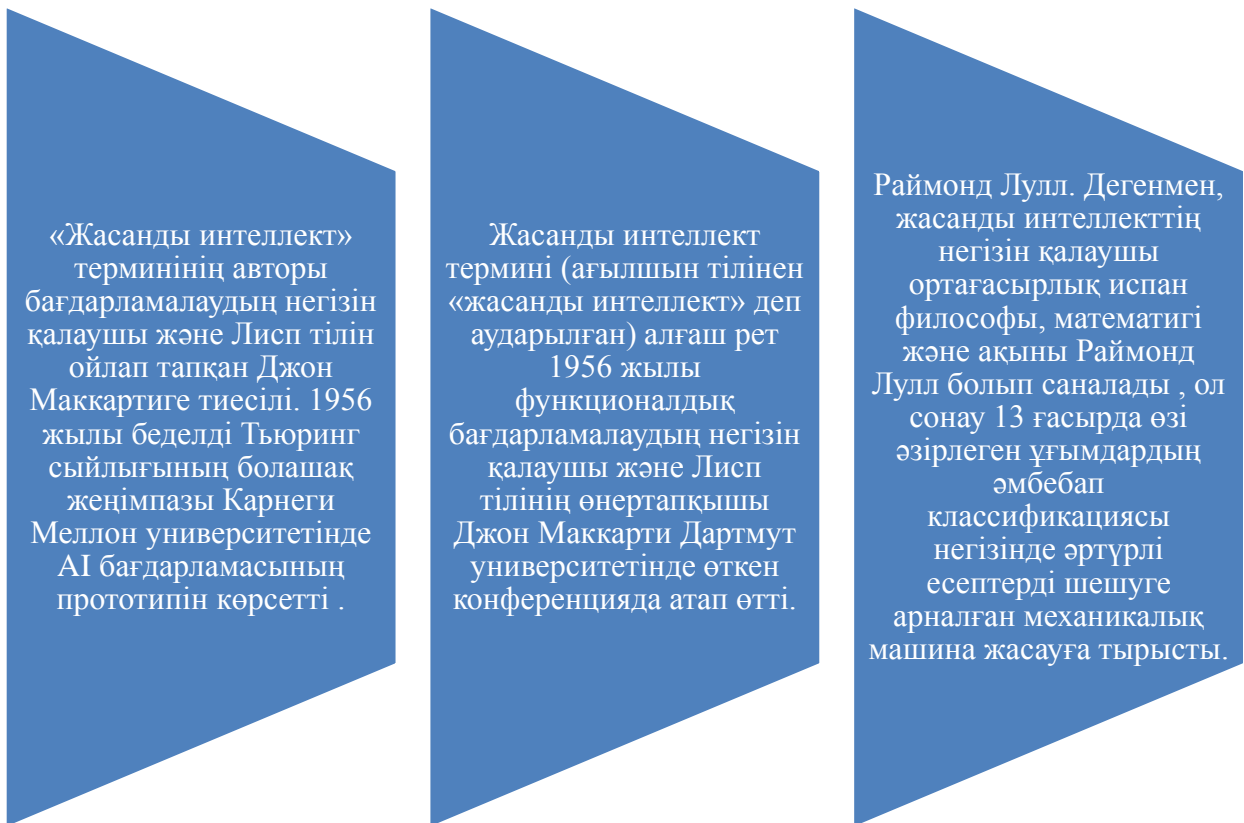 «Жасанды интеллект»
терминінің авторы
бағдарламалаудың негізін
қалаушы және Лисп тілін
ойлап тапқан Джон
Маккартиге тиесілі. 1956
жылы беделді Тьюринг
сыйлығының болашақ
жеңімпазы Карнеги
Меллон университетінде
AI бағдарламасының
прототипін көрсетті .
Жасанды интеллект
термині (ағылшын тілінен
«жасанды интеллект» деп
аударылған) алғаш рет
1956 жылы
функционалдық
бағдарламалаудың негізін
қалаушы және Лисп
тілінің өнертапқышы
Джон Маккарти Дартмут
университетінде өткен
конференцияда атап өтті.
Раймонд Лулл. Дегенмен,
жасанды интеллекттің
негізін қалаушы
ортағасырлық испан
философы, математигі
және ақыны Раймонд
Лулл болып саналады , ол
сонау 13 ғасырда өзі
әзірлеген ұғымдардың
әмбебап
классификациясы
негізінде әртүрлі
есептерді шешуге
арналған механикалық
машина жасауға тырысты.